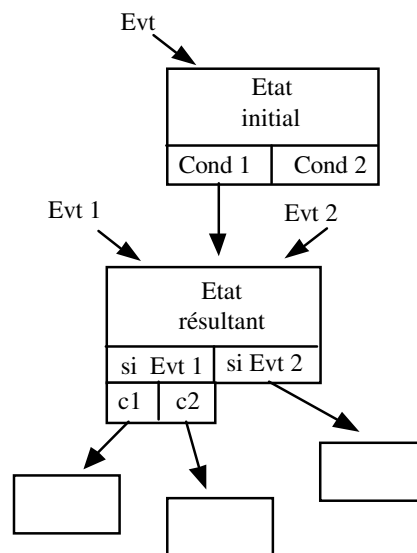 Evt
Etat
initial
Cond 1 Cond 2
Evt 1 Evt 2
Etat
résultant
si Evt 1 si Evt 2
c1 c2